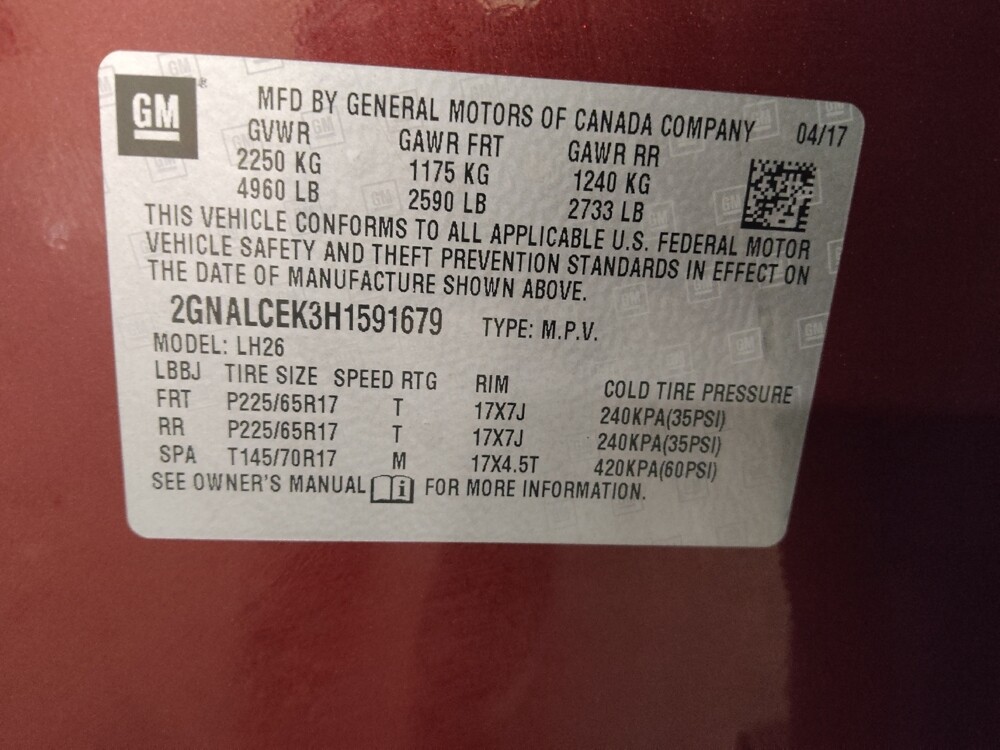 GM
MFD BY GENERAL MOTORS OF CANADA COMPANY 04/17
GVWR GAWR FRT GAWR RR
2250 KG 1175 KG 1240 KG
4960 LB 2590 LB 2733 LB
THIS VEHICLE CONFORMS TO ALL APPLICABLE U.S. FEDERAL MOTOR
VEHICLE SAFETY AND THEFT PREVENTION STANDARDS IN EFFECT ON
THE DATE OF MANUFACTURE SHOWN ABOVE.
2GNALCEK3H1591679 TYPE: M.P.V.
MODEL: LH26
LBBJ TIRE SIZE SPEED RTG RIM COLD TIRE PRESSURE
FRT P225/65R17 T 17X7J 240KPA(35PSI)
RR P225/65R17 T 17X7J 240KPA(35PSI)
SPA T145/70R17 M 17X4.5T 420KPA(60PSI)
SEE OWNER'S MANUAL FOR MORE INFORMATION.